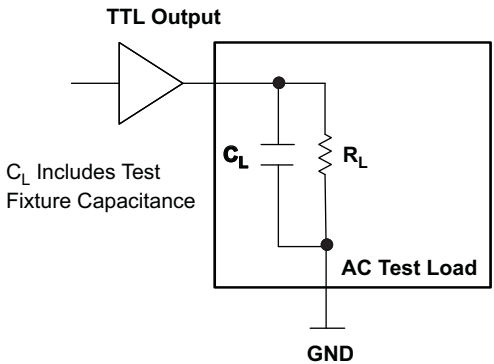 TTL Output
C_L
R_L
C_L Includes Test
Fixture Capacitance
AC Test Load
GND